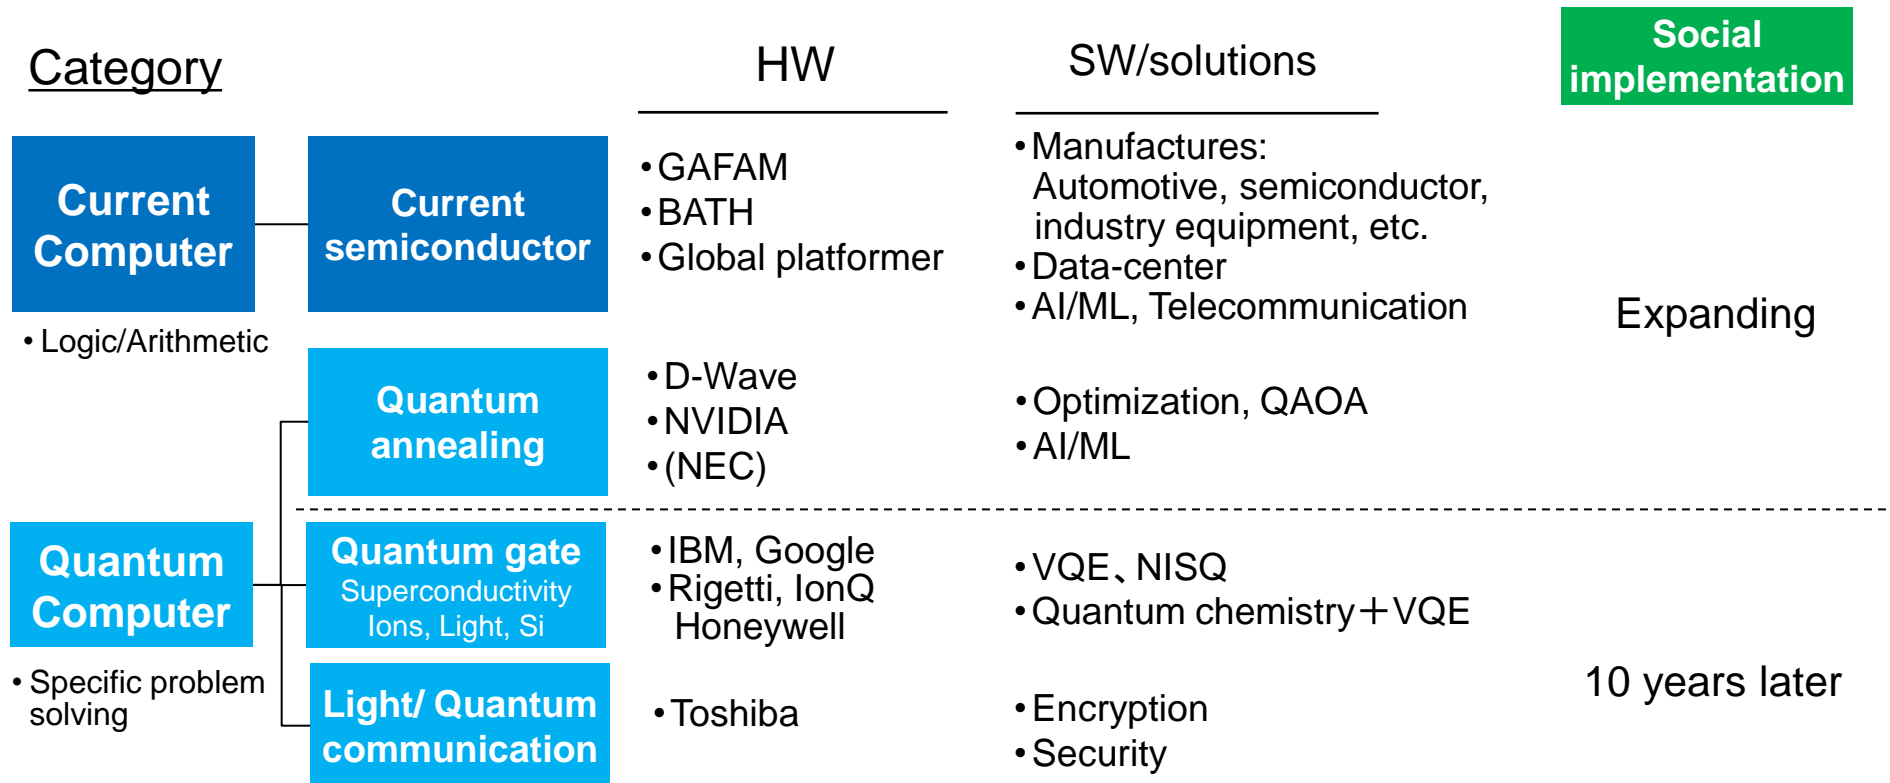 Category
HW
SW/solutions
Social
implementation
Current
Computer
• Logic/Arithmetic
Current
semiconductor
•GAFAM
•BATH
•Global platformer
•Manufactures:
Automotive, semiconductor,
industry equipment, etc.
•Data-center
•AI/ML, Telecommunication
Expanding
Quantum
annealing
•D-Wave
•NVIDIA
•(NEC)
•Optimization, QAOA
•AI/ML
Quantum
Computer
• Specific problem
solving
Quantum gate
Superconductivity
Ions, Light, Si
•IBM, Google
•Rigetti, IonQ
Honeywell
•VQE、NISQ
•Quantum chemistry＋VQE
10 years later
Light/ Quantum
communication
•Toshiba
•Encryption
•Security